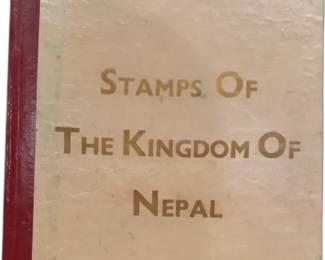 Stamps Of
The Kingdom Of
Nepal